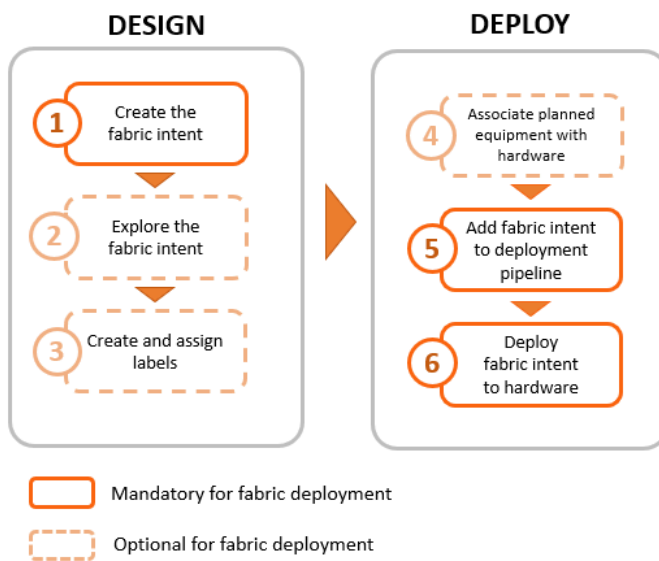 DESIGN
1
Create the
fabric intent
2
Explore the
fabric intent
3
Create and assign
labels
DEPLOY
4
Associate planned
equipment with
hardware
5
Add fabric intent
to deployment
pipeline
6
Deploy
fabric intent
to hardware
Mandatory for fabric deployment
Optional for fabric deployment